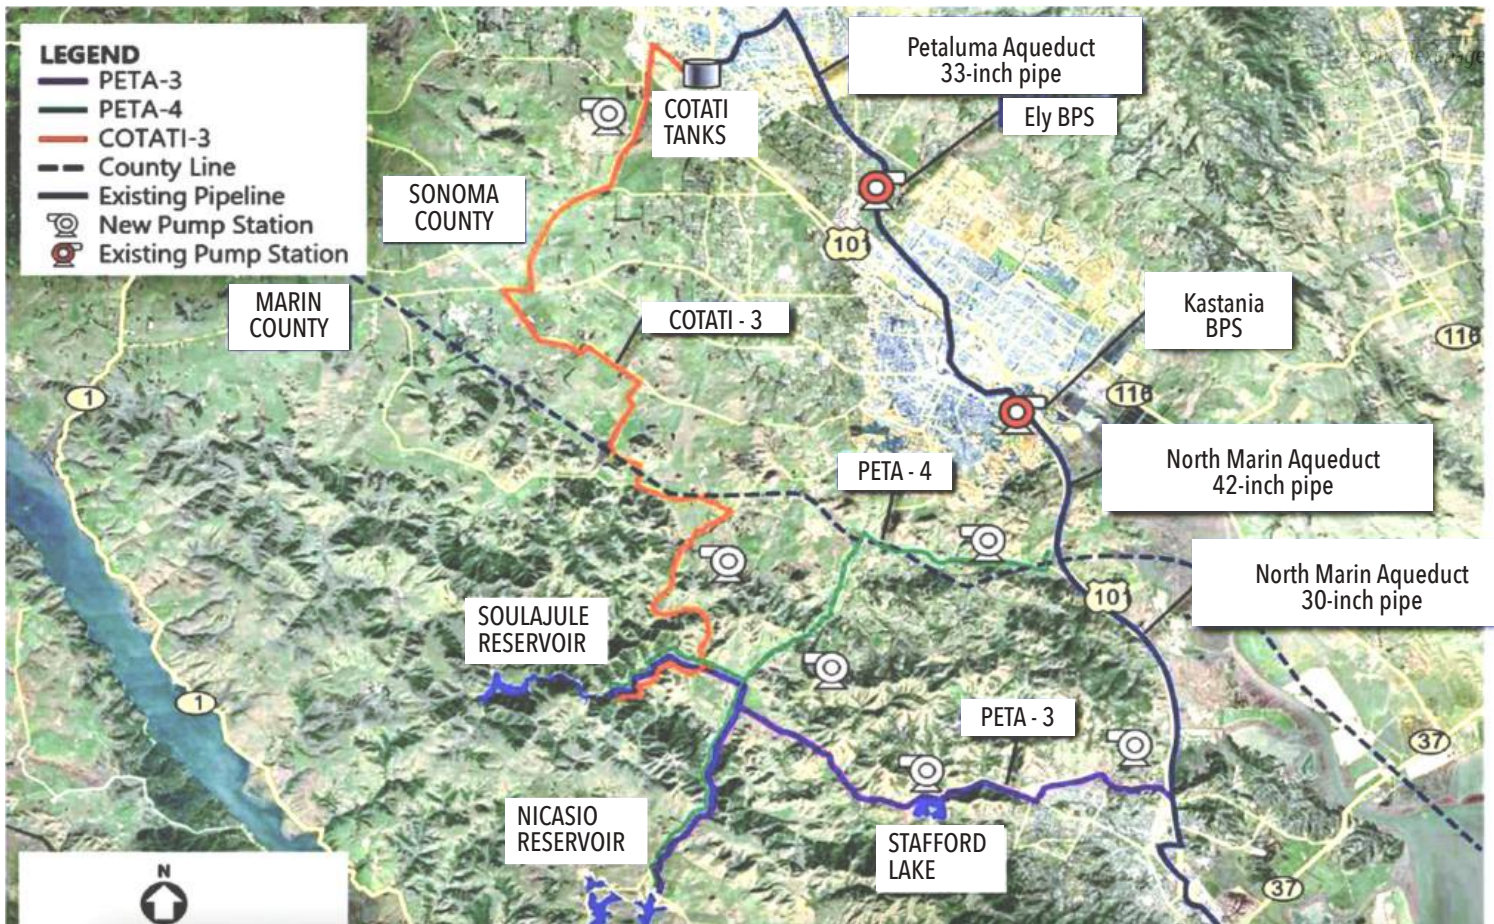 LEGEND
PETA-3
PETA-4
COTATI-3
County Line
Existing Pipeline
New Pump Station
Existing Pump Station
Petaluma Aqueduct
33-inch pipe
Ely BPS
COTATI
TANKS
SONOMA
COUNTY
101
MARIN
COUNTY
COTATI - 3
Kastania
BPS
116
1
116
PETA - 4
North Marin Aqueduct
42-inch pipe
North Marin Aqueduct
30-inch pipe
101
SOULAJULE
RESERVOIR
1
PETA - 3
37
NICASIO
RESERVOIR
STAFFORD
LAKE
N
37